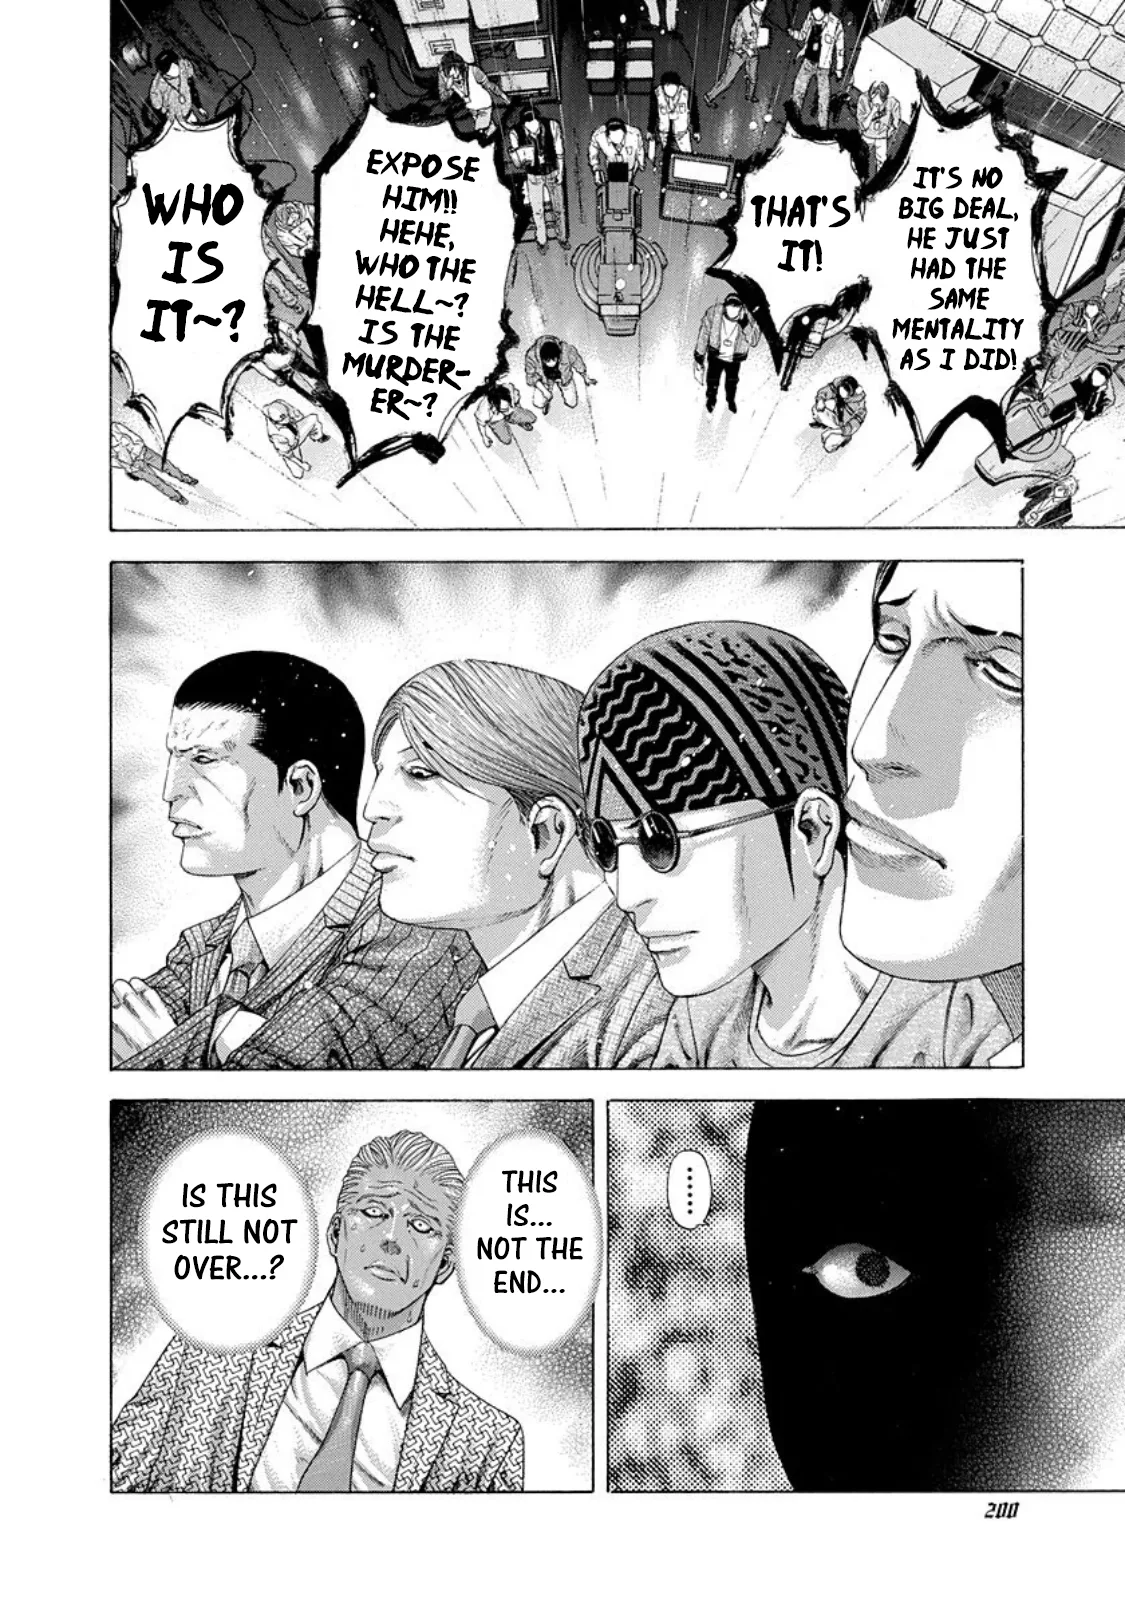 IT'S NO
BIG DEAL,
HE JUST
HAD THE
SAME
MENTALITY
AS I DID!
THAT'S
IT!
EXPOSE
HIM!!
HEHE,
WHO THE
HELL~?
IS THE
MURDER-
ER~?
WHO
IS
IT~?
......
THIS
IS...
NOT THE
END...
IS THIS
STILL NOT
OVER...?
200